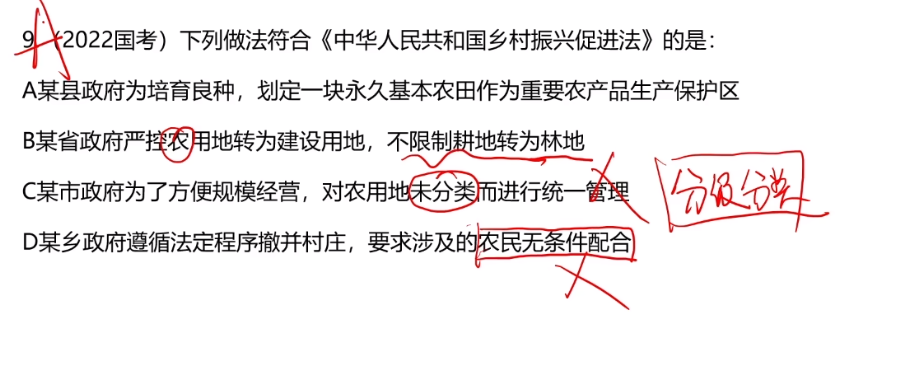 A
9.（2022国考）下列做法符合《中华人民共和国乡村振兴促进法》的是：
A某县政府为培育良种，划定一块永久基本农田作为重要农产品生产保护区
B某省政府严控农用地转为建设用地，不限制耕地转为林地
C某市政府为了方便规模经营，对农用地未分类而进行统一管理
分级分类
D某乡政府遵循法定程序撤并村庄，要求涉及的农民无条件配合